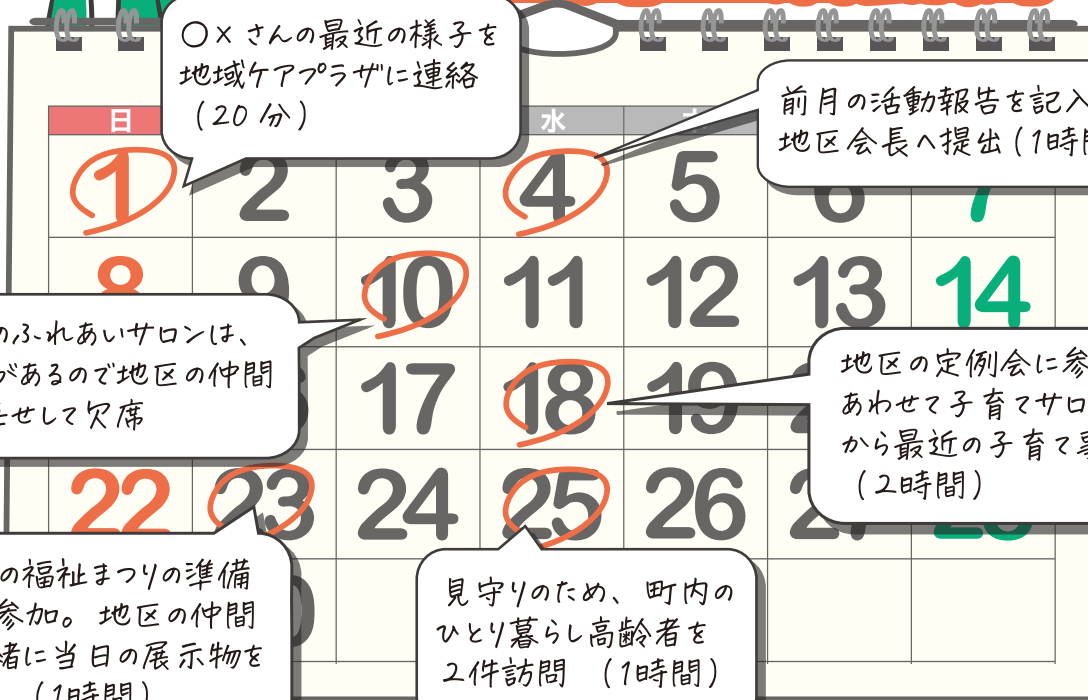 〇×さんの最近の様子を
地域ケアプラザに連絡
（20分）
前月の活動報告を記入
地区会長へ提出（1時間
日
水
1 2 3 4 5 6 7
8 9 10 11 12 13 14
のふれあいサロンは、
があるので地区の仲間
任せして欠席
17 18 19
地区の定例会に参
あわせて子育てサロ
から最近の子育て事
（2時間）
22 23 24 25 26 27 28
の福祉まつりの準備
参加。地区の仲間
緒に当日の展示物を
（1時間）
見守りのため、町内の
ひとり暮らし高齢者を
2件訪問　（1時間）